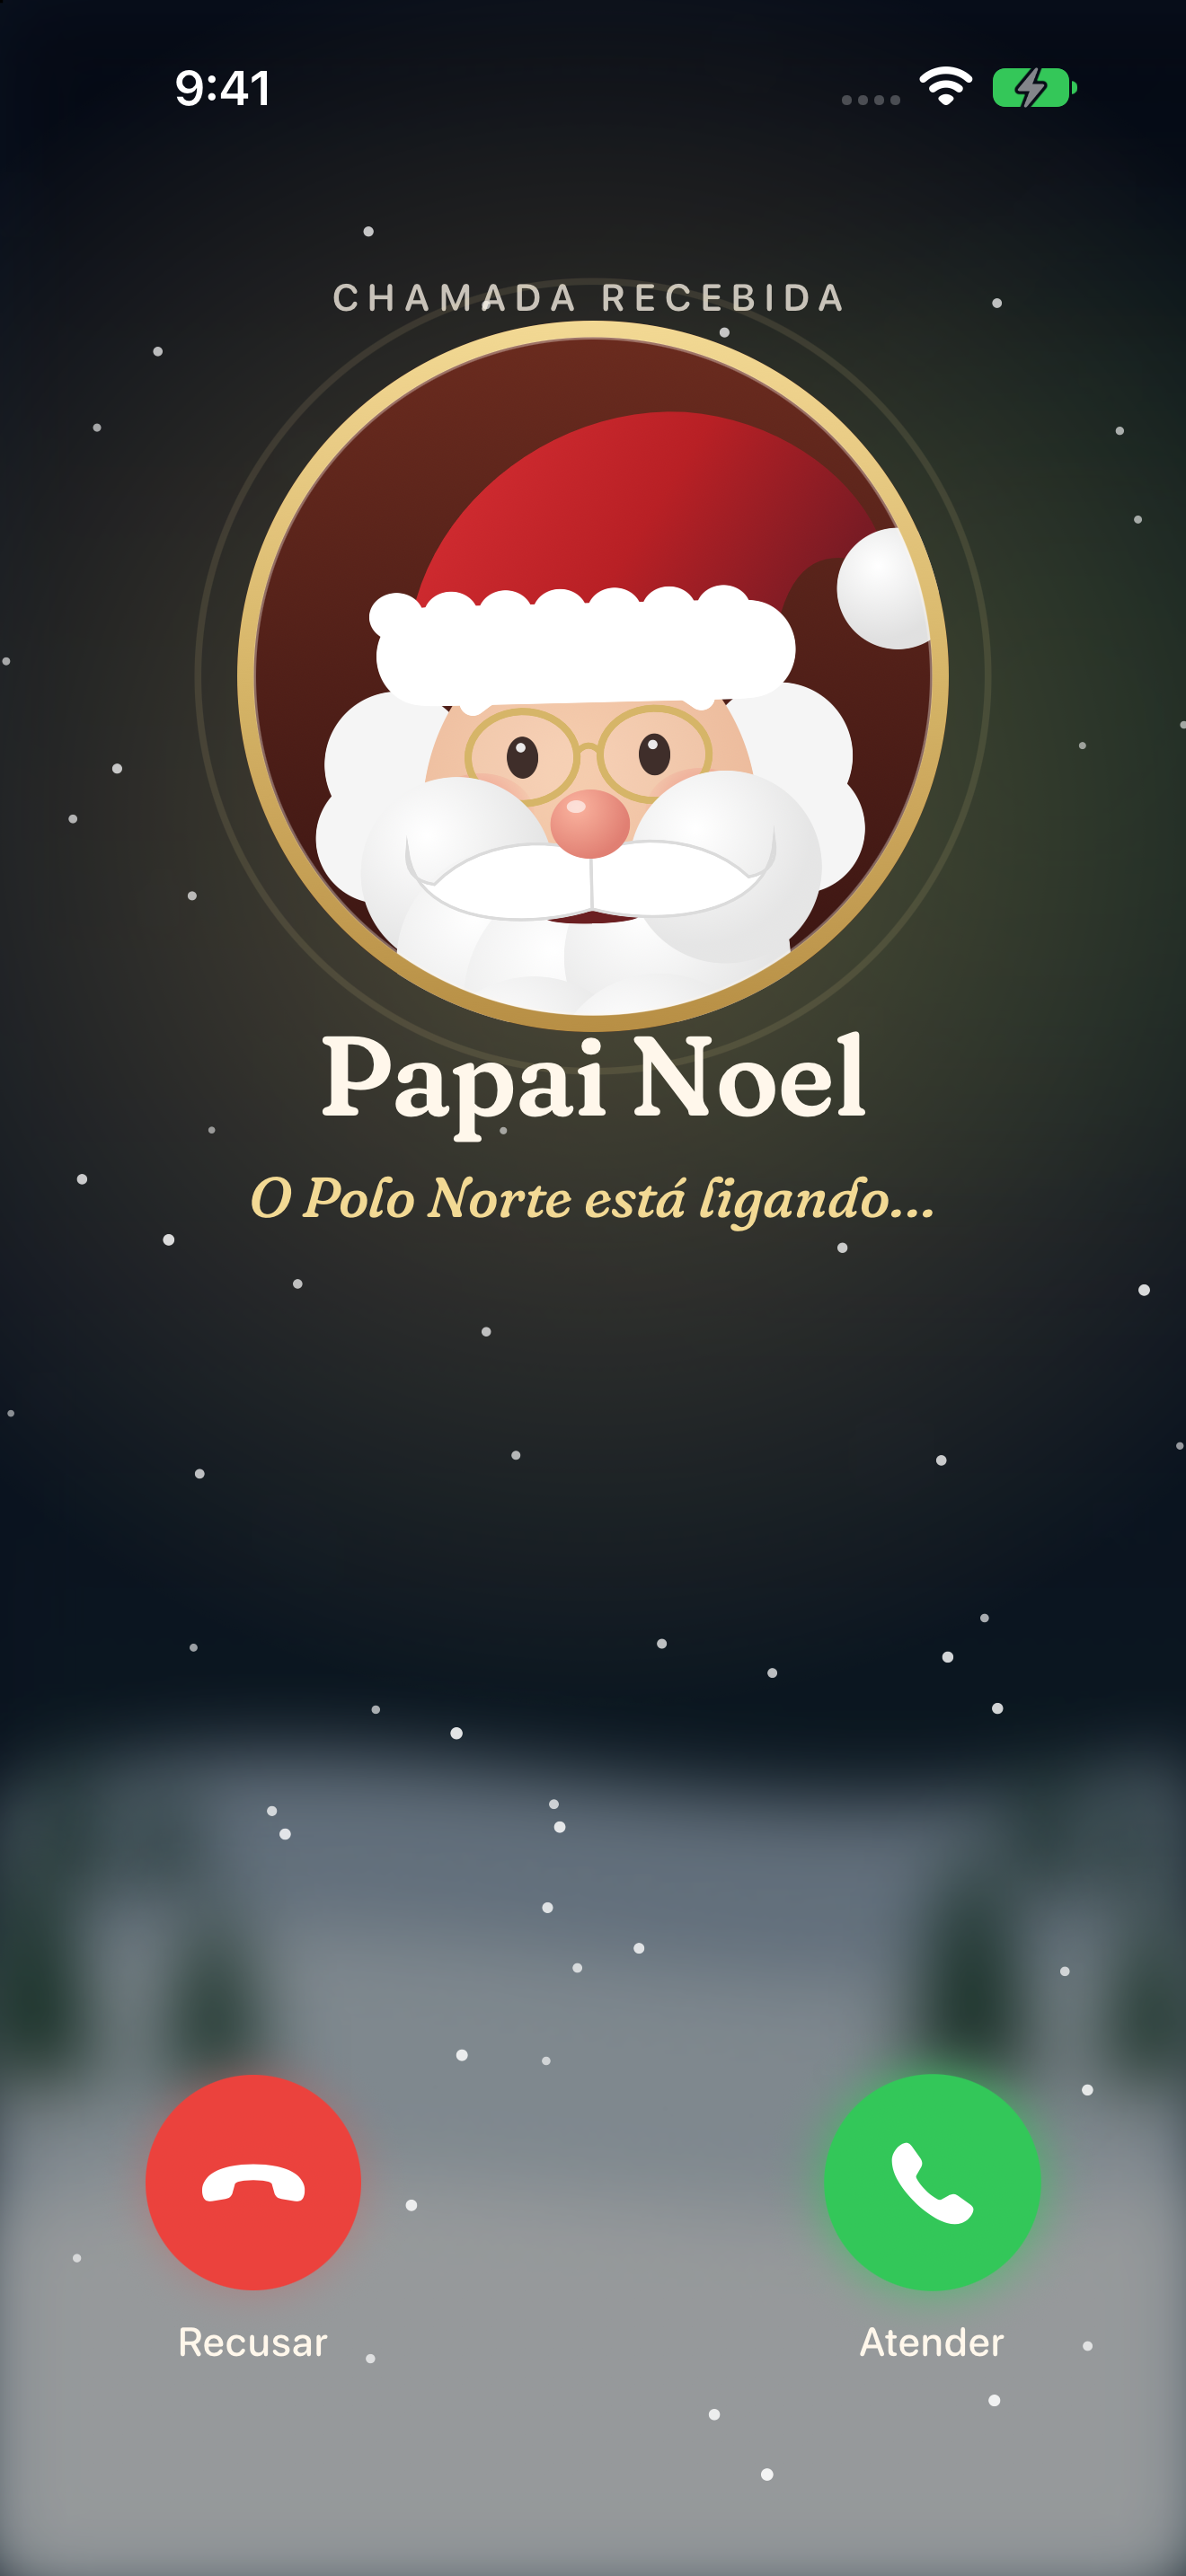 9:41
CHAMADA RECEBIDA
Papai Noel
O Polo Norte está ligando...
Recusar
Atender